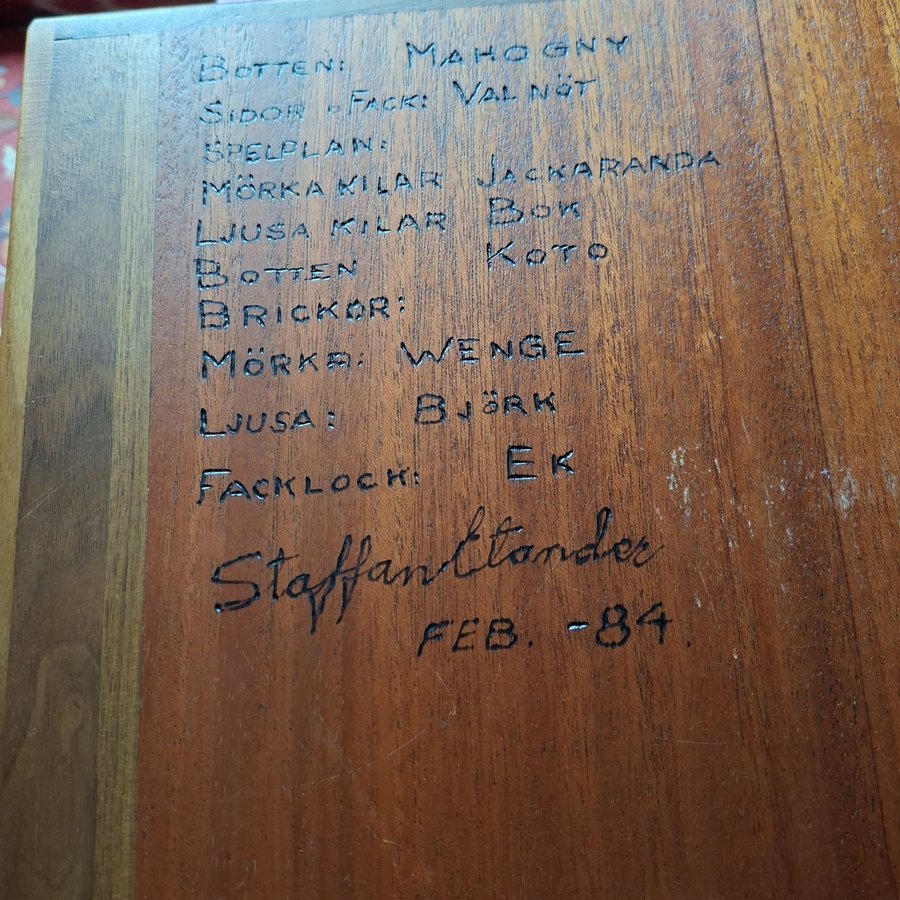 BOTTEN: MAHOGNY
SIDOR - FACK: VALNÖT
SPELPLAN:
MÖRKA KILAR JACKARANDA
LJUSA KILAR BOK
BOTTEN KOTO
BRICKOR:
MÖRKA: WENGE
LJUSA: BJÖRK
FACKLOCK: EK
Staffan
FEB. -84.